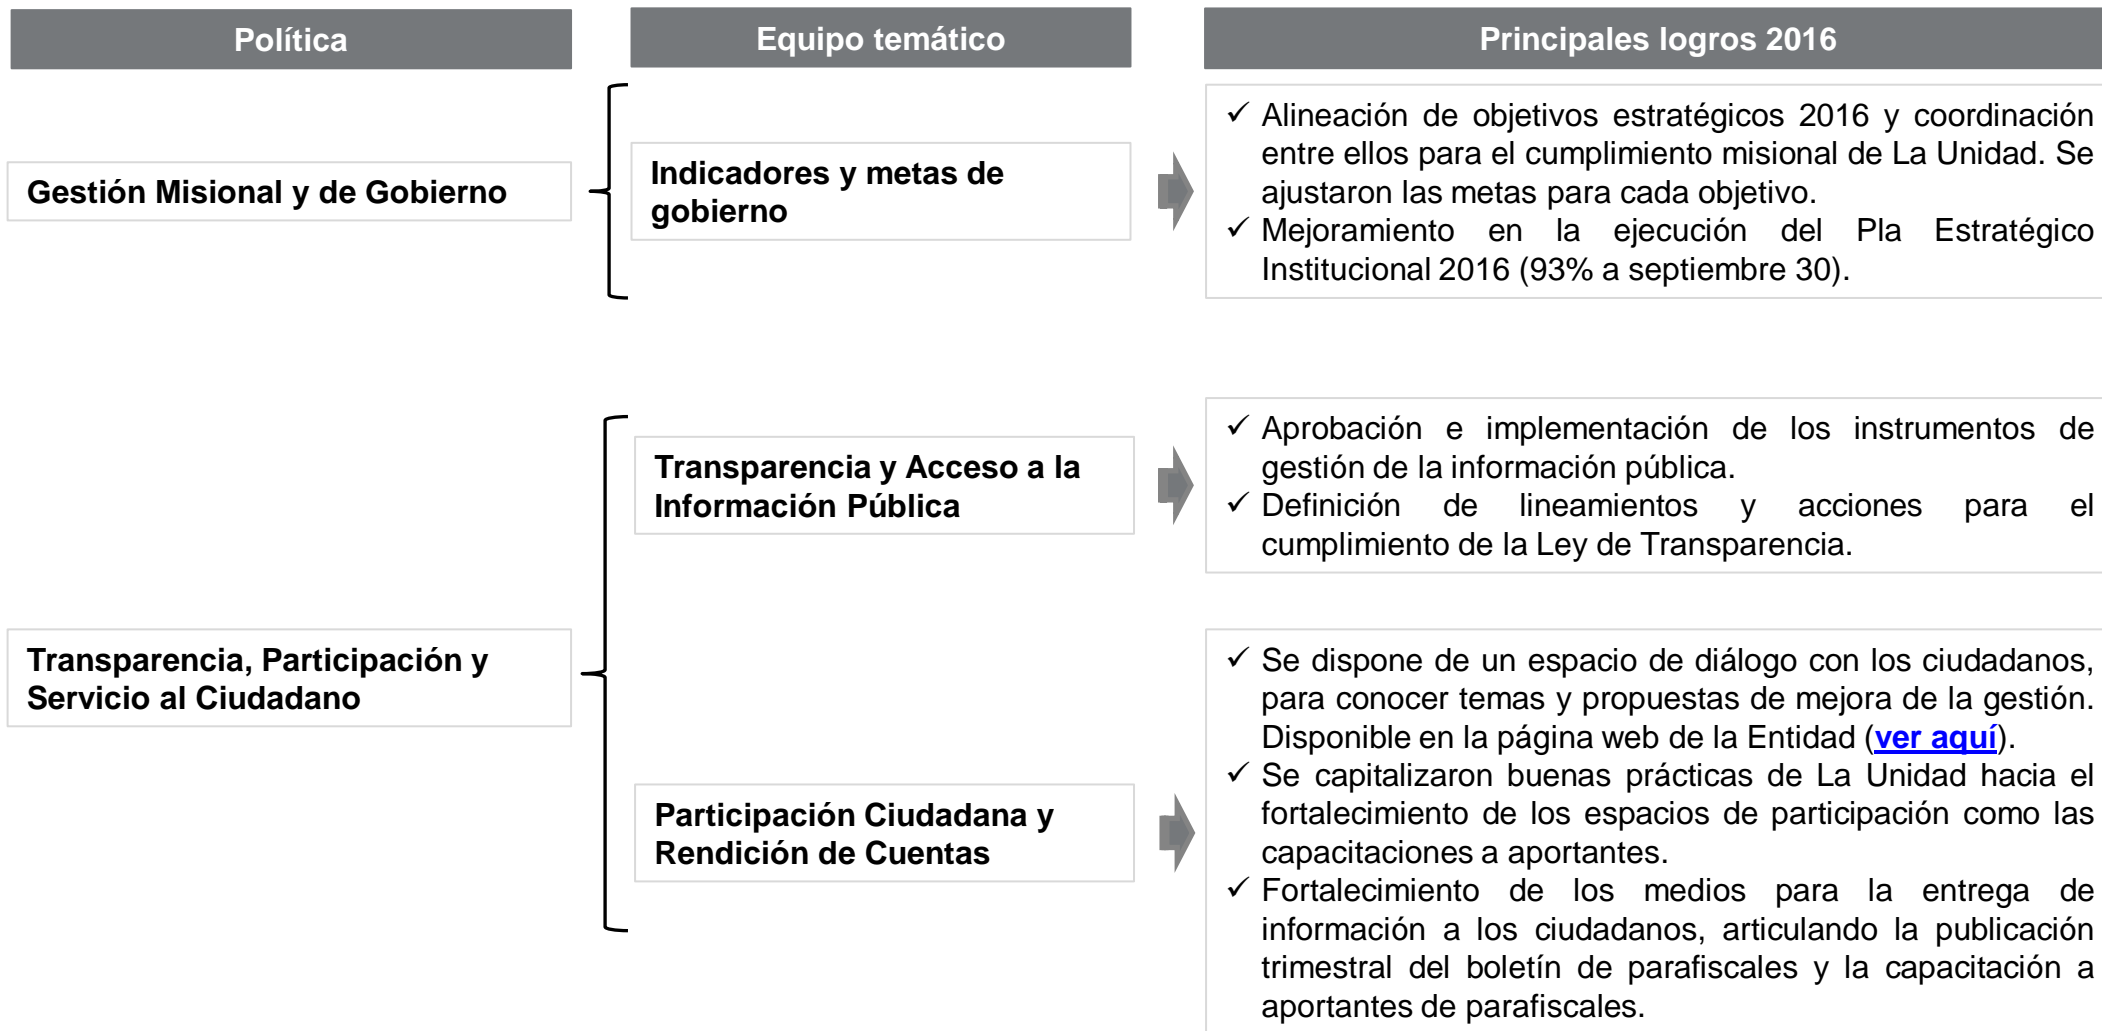 Política
Equipo temático
Principales logros 2016
Gestión Misional y de Gobierno
Indicadores y metas de
gobierno
✓ Alineación de objetivos estratégicos 2016 y coordinación
entre ellos para el cumplimiento misional de La Unidad. Se
ajustaron las metas para cada objetivo.
✓ Mejoramiento en la ejecución del Pla Estratégico
Institucional 2016 (93% a septiembre 30).
Transparencia, Participación y
Servicio al Ciudadano
Transparencia y Acceso a la
Información Pública
✓ Aprobación e implementación de los instrumentos de
gestión de la información pública.
✓ Definición de lineamientos y acciones para el
cumplimiento de la Ley de Transparencia.
Participación Ciudadana y
Rendición de Cuentas
✓ Se dispone de un espacio de diálogo con los ciudadanos,
para conocer temas y propuestas de mejora de la gestión.
Disponible en la página web de la Entidad (ver aquí).
✓ Se capitalizaron buenas prácticas de La Unidad hacia el
fortalecimiento de los espacios de participación como las
capacitaciones a aportantes.
✓ Fortalecimiento de los medios para la entrega de
información a los ciudadanos, articulando la publicación
trimestral del boletín de parafiscales y la capacitación a
aportantes de parafiscales.